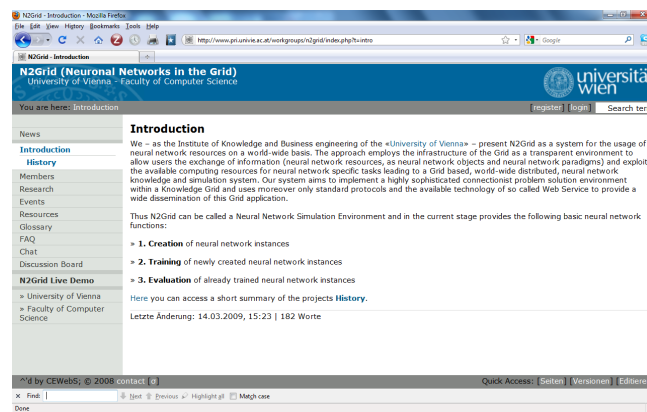 N2Grid - Introduction - Mozilla Firefox
File Edit View History Bookmarks Tools Help
http://www.pri.univie.ac.at/workgroups/n2grid/index.php?t=intro
Google
N2Grid - Introduction
N2Grid (Neuronal Networks in the Grid)
University of Vienna - Faculty of Computer Science
universitä
wien
You are here: Introduction
[register] [login] Search ter
News
Introduction
History
Members
Research
Events
Resources
Glossary
FAQ
Chat
Discussion Board
N2Grid Live Demo
» University of Vienna
» Faculty of Computer
Science
Introduction
We – as the Institute of Knowledge and Business engineering of the «University of Vienna» – present N2Grid as a system for the usage of
neural network resources on a world-wide basis. The approach employs the infrastructure of the Grid as a transparent environment to
allow users the exchange of information (neural network resources, as neural network objects and neural network paradigms) and exploit
the available computing resources for neural network specific tasks leading to a Grid based, world-wide distributed, neural network
knowledge and simulation system. Our system aims to implement a highly sophisticated connectionist problem solution environment
within a Knowledge Grid and uses moreover only standard protocols and the available technology of so called Web Service to provide a
wide dissemination of this Grid application.
Thus N2Grid can be called a Neural Network Simulation Environment and in the current stage provides the following basic neural network
functions:
» 1. Creation of neural network instances
» 2. Training of newly created neural network instances
» 3. Evaluation of already trained neural network instances
Here you can access a short summary of the projects History.
Letzte Änderung: 14.03.2009, 15:23 | 182 Worte
^'d by CEWebS; © 2008 contact [d]
Quick Access: [Seiten] [Versionen] [Editiere
× Find: Next Previous Highlight all Match case
Done